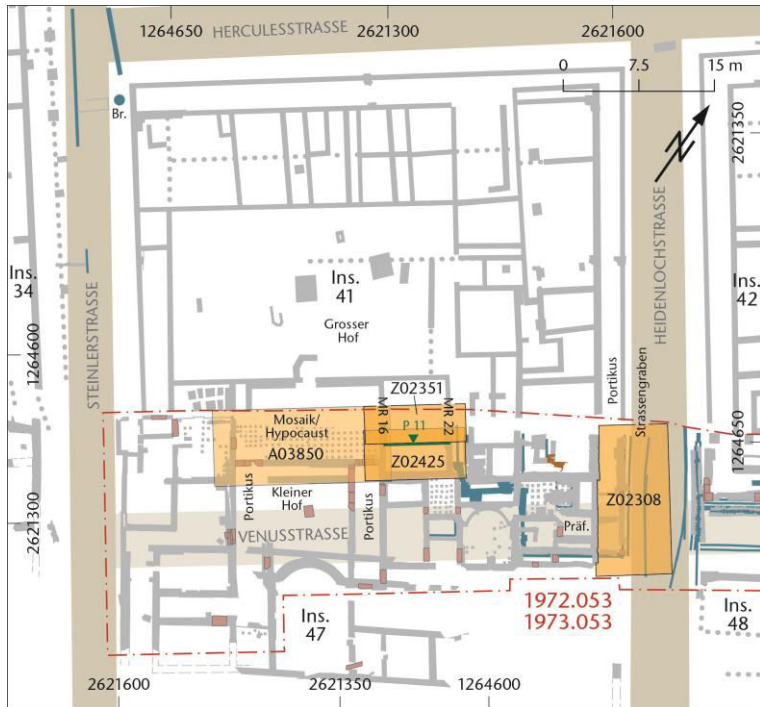 1264650
2621300
2621600
HERCULESSTRASSE
0
7.5
15 m
Br.
2621350
Ins.
34
STEINLERSTRASSE
Ins.
41
Grosser
Hof
HEIDENLOCHSTRASSE
Ins.
42
1264600
Portikus
Strassengraben
Z02351
MR 16
MR 22
Mosaik/
Hypocaust
P 11
A03850
Z02425
1264650
2621300
Portikus
Kleiner
Hof
Portikus
Z02308
VENUSSTRASSE
Präf.
1972.053
1973.053
Ins.
47
Ins.
48
2621600
2621350
1264600